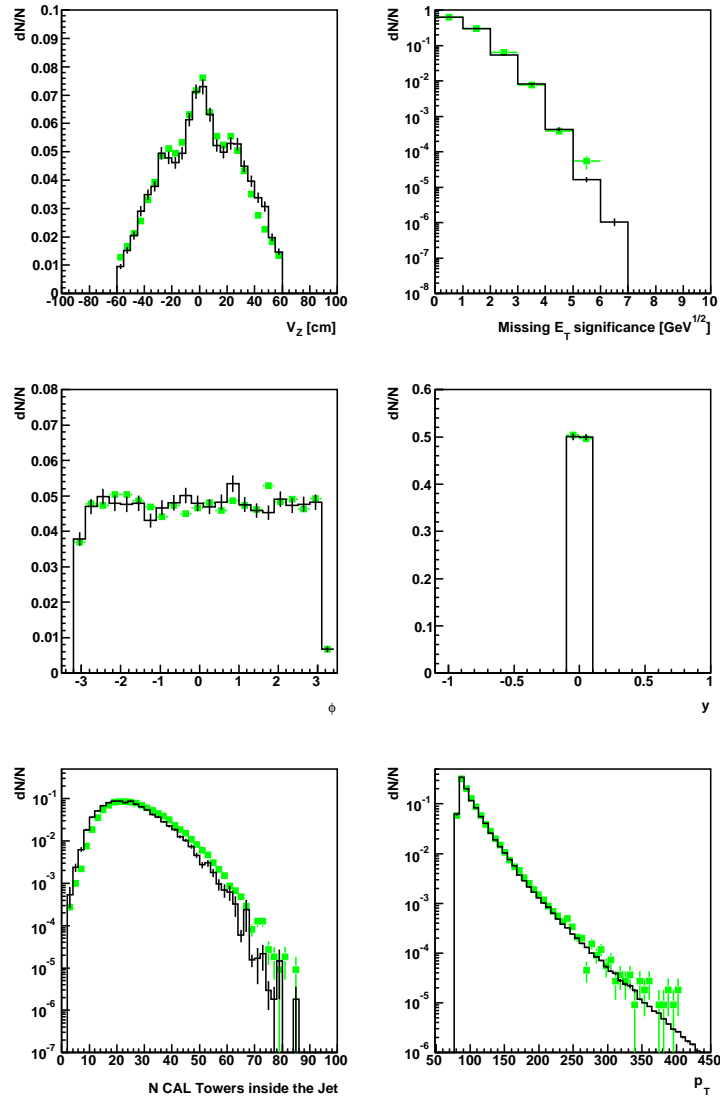 dN/N
0.1
0.09
0.08
0.07
0.06
0.05
0.04
0.03
0.02
0.01
0
-100 -80 -60 -40 -20 0 20 40 60 80 100
V_Z [cm]
dN/N
1
10^-1
10^-2
10^-3
10^-4
10^-5
10^-6
10^-7
10^-8
0 1 2 3 4 5 6 7 8 9 10
Missing E_T significance [GeV^1/2]
dN/N
0.08
0.07
0.06
0.05
0.04
0.03
0.02
0.01
0
-3 -2 -1 0 1 2 3
ϕ
dN/N
0.6
0.5
0.4
0.3
0.2
0.1
0
-1 -0.5 0 0.5 1
y
dN/N
10^-1
10^-2
10^-3
10^-4
10^-5
10^-6
10^-7
0 10 20 30 40 50 60 70 80 90 100
N CAL Towers inside the Jet
dN/N
10^-1
10^-2
10^-3
10^-4
10^-5
10^-6
50 100 150 200 250 300 350 400 450
p_T